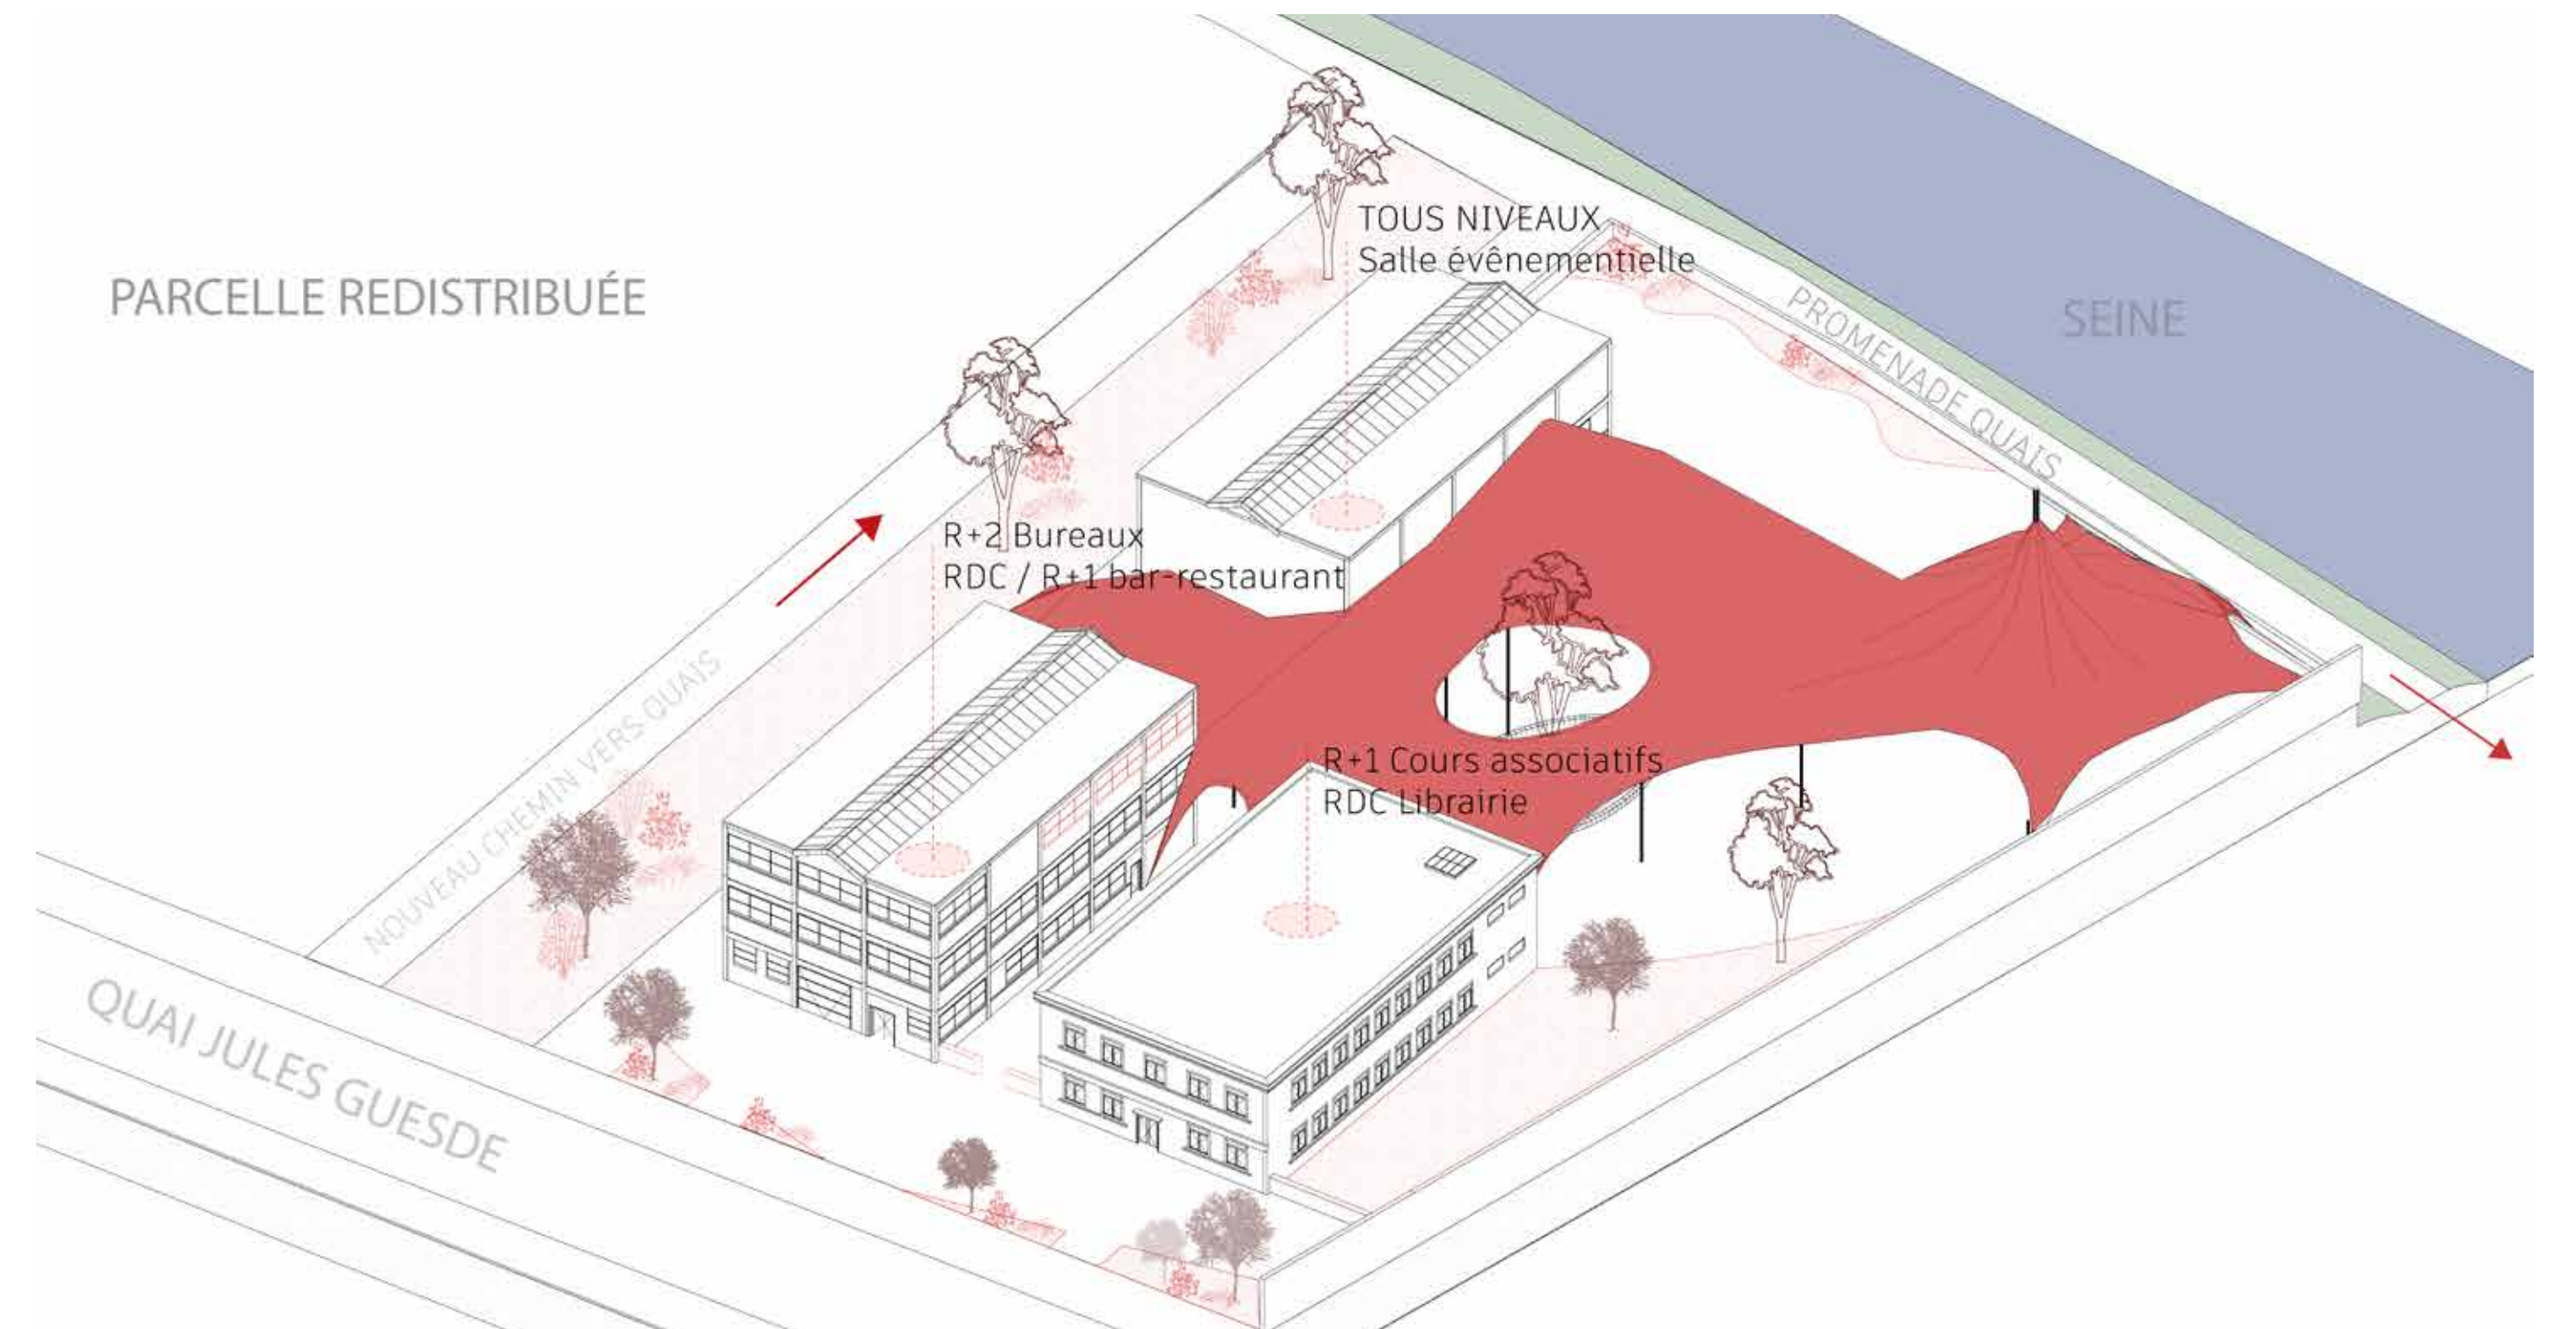 TOUS NIVEAUX
Salle évênementielle
PARCELLE REDISTRIBUÉE
SEINE
PROMENADE QUAIS
R+2 Bureaux
RDC / R+1 bar-restaurant
NOUVEAU CHEMIN VERS QUAIS
R+1 Cours associatifs
RDC Librairie
QUAI JULES GUESDE